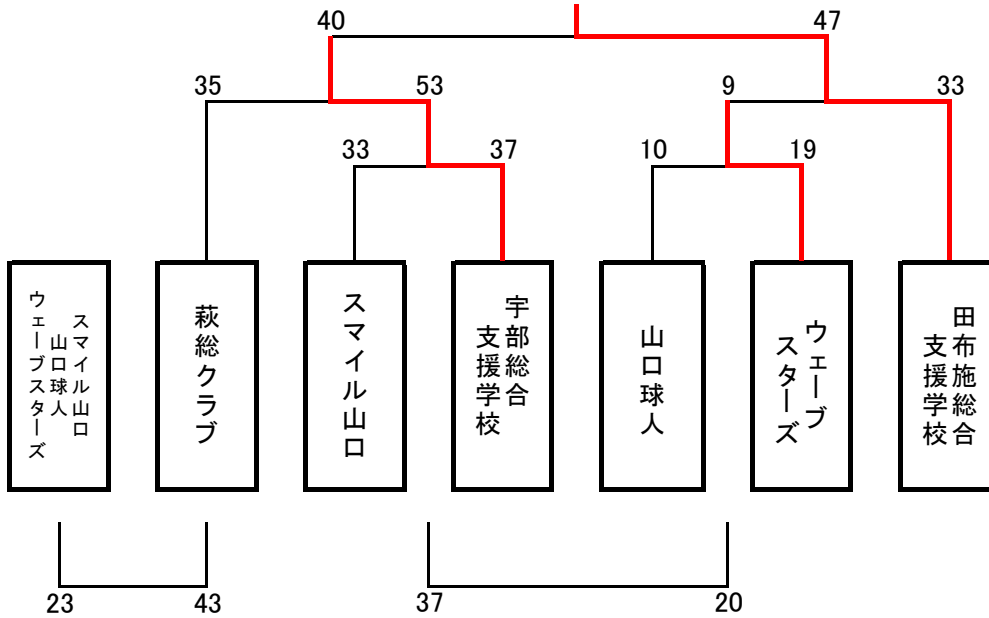 40
47
35
53
9
33
33
37
10
19
スマイル山口
山口球人
ウェーブスターズ
萩総クラブ
スマイル山口
宇部総合
支援学校
山口球人
ウェーブ
スターズ
田布施総合
支援学校
23
43
37
20